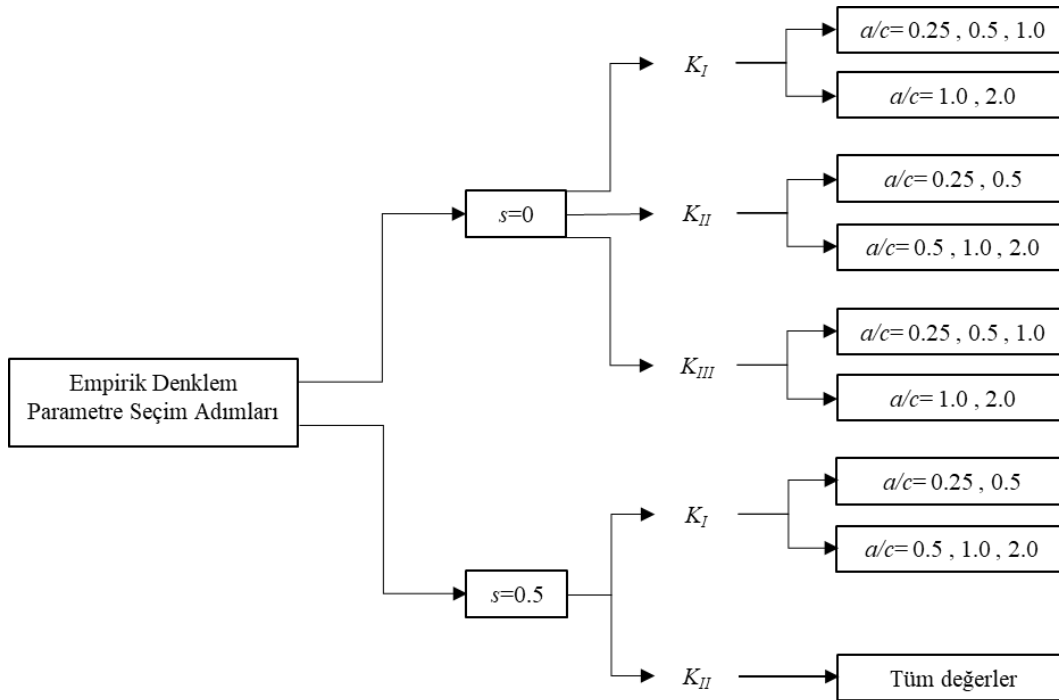 Empirik Denklem
Parametre Seçim Adımları
s=0
K_I
a/c= 0.25 , 0.5 , 1.0
a/c= 1.0 , 2.0
K_II
a/c= 0.25 , 0.5
a/c= 0.5 , 1.0 , 2.0
K_III
a/c= 0.25 , 0.5 , 1.0
a/c= 1.0 , 2.0
s=0.5
K_I
a/c= 0.25 , 0.5
a/c= 0.5 , 1.0 , 2.0
K_II
Tüm değerler